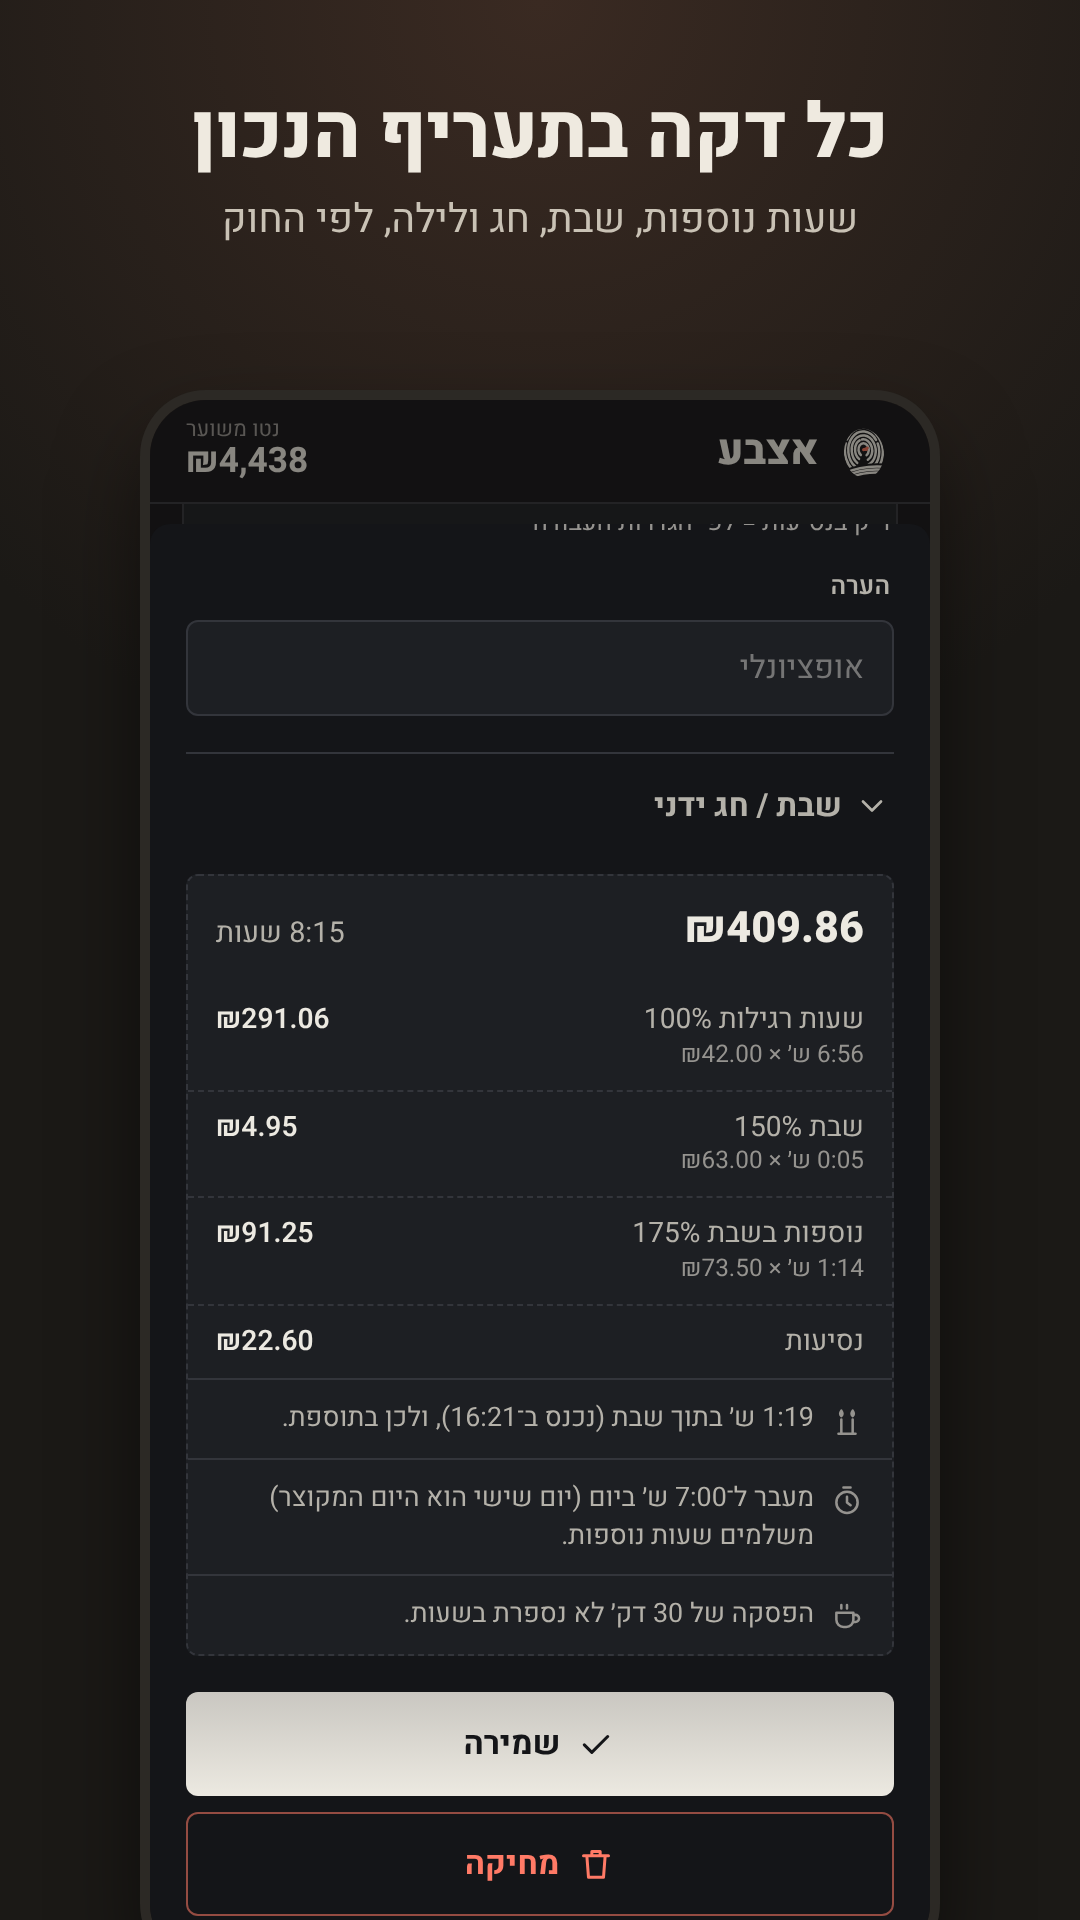 כל דקה בתעריף הנכון
שעות נוספות, שבת, חג ולילה, לפי החוק
אצבע
נטו משוער
₪4,438
הערה
אופציונלי
שבת / חג ידני
₪409.86
8:15 שעות
שעות רגילות 100%
₪291.06
6:56 ש׳ × ₪42.00
שבת 150%
₪4.95
0:05 ש׳ × ₪63.00
נוספות בשבת 175%
₪91.25
1:14 ש׳ × ₪73.50
נסיעות
₪22.60
1:19 ש׳ בתוך שבת (נכנס ב־16:21), ולכן בתוספת.
מעבר ל־7:00 ש׳ ביום (יום שישי הוא היום המקוצר)
משלמים שעות נוספות.
הפסקה של 30 דק׳ לא נספרת בשעות.
שמירה
מחיקה